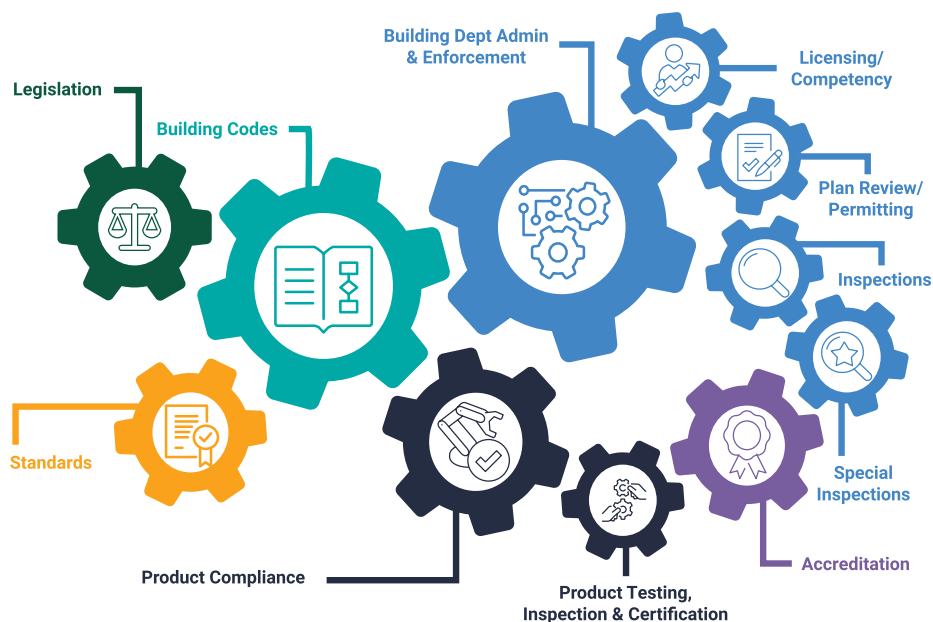 Building Dept Admin
& Enforcement
Licensing/
Competency
Legislation
Building Codes
Plan Review/
Permitting
Inspections
Standards
Special
Inspections
Accreditation
Product Compliance
Product Testing,
Inspection & Certification